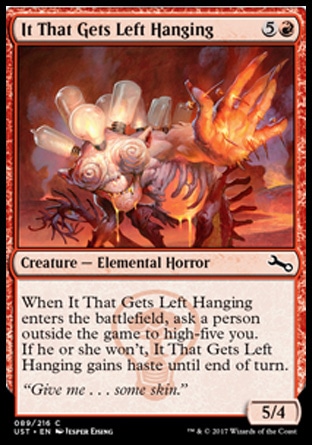 It That Gets Left Hanging 5
Creature — Elemental Horror
When It That Gets Left Hanging
enters the battlefield, ask a person
outside the game to high-five you.
If he or she won't, It That Gets Left
Hanging gains haste until end of turn.
"Give me . . . some skin."
5/4
089/216 C
UST • EN Jesper Ejsing ™ & © 2017 Wizards of the Coast